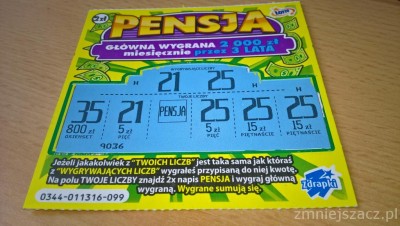 2zł
PENSJA
GŁÓWNA WYGRANA 2 000 zł
miesięcznie przez 3 LATA
WYGRYWAJĄCE LICZBY
21 25
TWOJE LICZBY
35 21 PENSJA 25 25 25
800 zł 5 zł 5 zł 15 zł 15 zł
OSIEMSET PIĘĆ PIĘĆ PIĘTNAŚCIE PIĘTNAŚCIE
9036
Jeżeli jakakolwiek z "TWOICH LICZB" jest taka sama jak któraś
z "WYGRYWAJĄCYCH LICZB" wygrałeś przypisaną do niej kwotę.
Na polu TWOJE LICZBY znajdź 2x napis PENSJA i wygraj główną
wygraną. Wygrane sumują się.
0344-011316-099
Zdrapki
zmniejszacz.pl